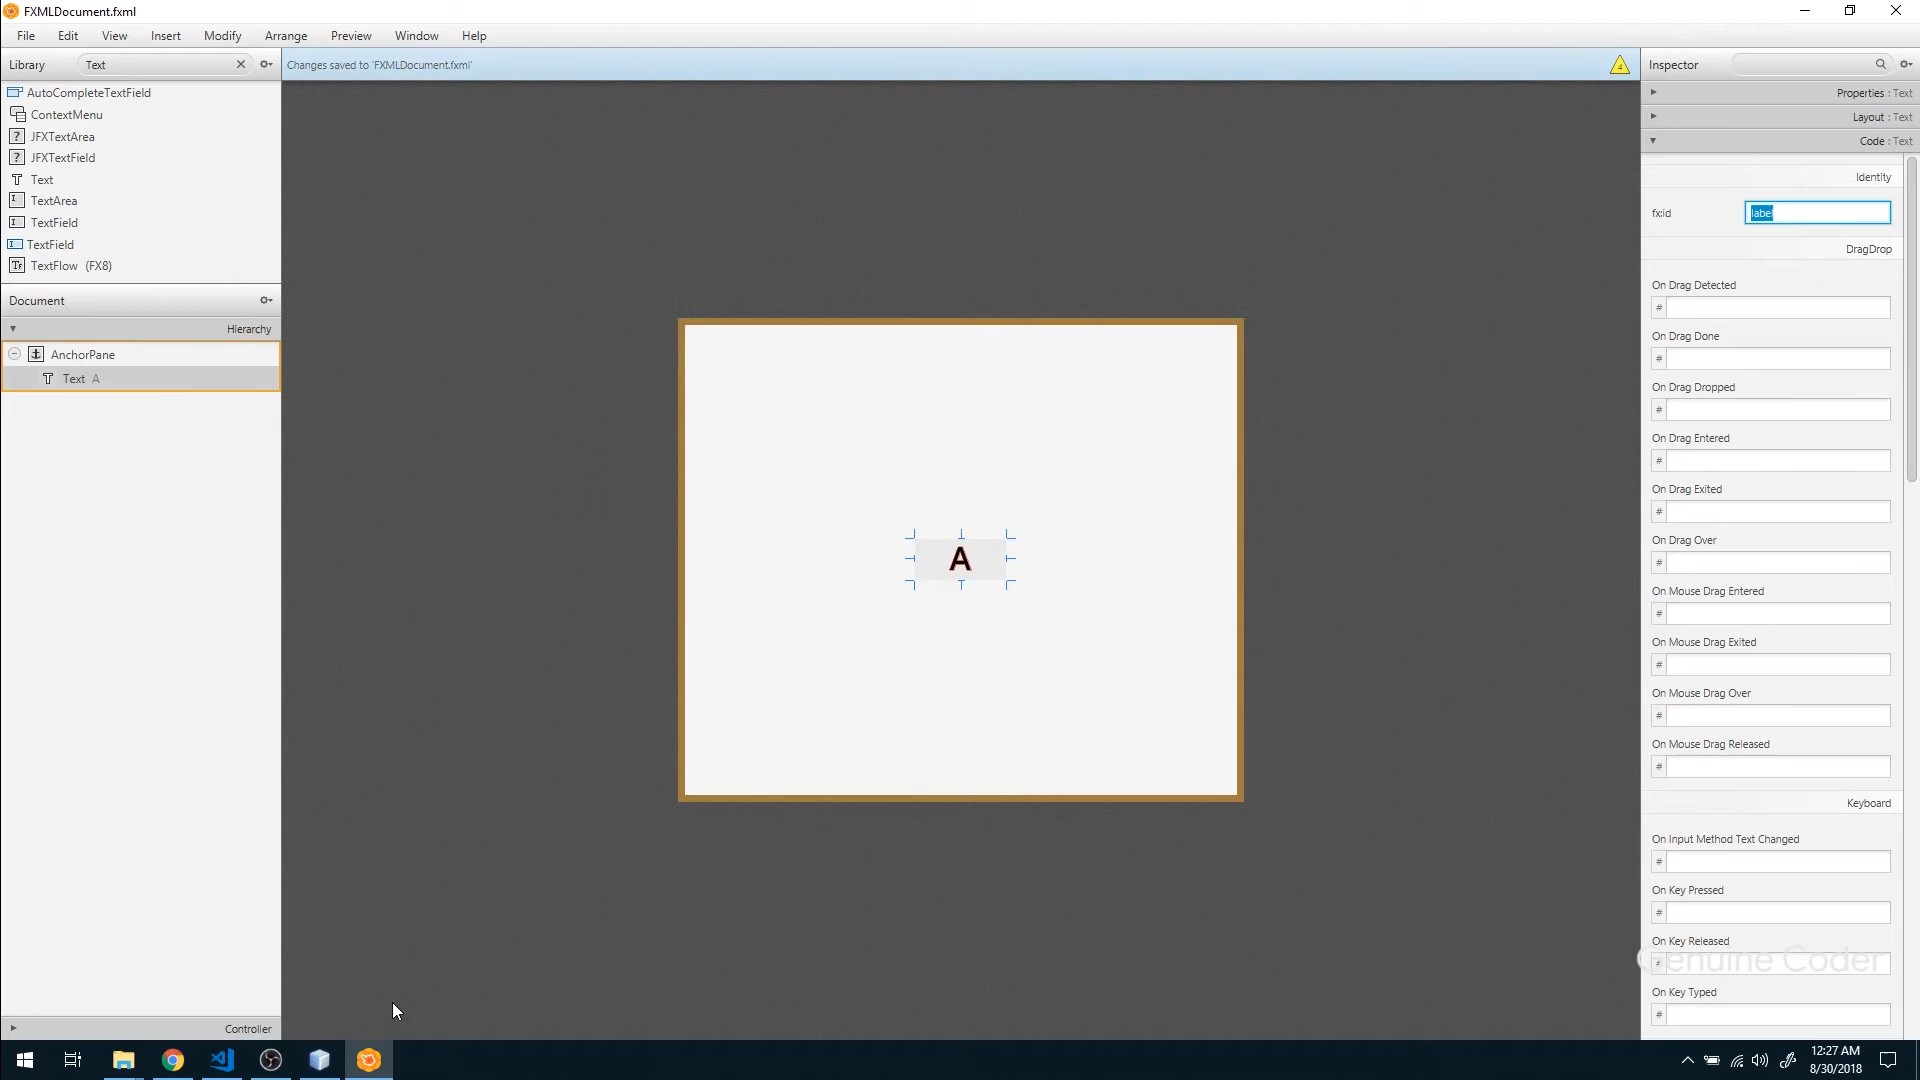 FXMLDocument.fxml
File Edit View Insert Modify Arrange Preview Window Help
Library Text
Changes saved to 'FXMLDocument.fxml'
4
Inspector
AutoCompleteTextField
ContextMenu
? JFXTextArea
? JFXTextField
T Text
TextArea
TextField
TextField
TextFlow (FX8)
Document
Hierarchy
AnchorPane
T Text A
Controller
A
Properties : Text
Layout : Text
Code : Text
Identity
fx:id label
DragDrop
On Drag Detected
#
On Drag Done
#
On Drag Dropped
#
On Drag Entered
#
On Drag Exited
#
On Drag Over
#
On Mouse Drag Entered
#
On Mouse Drag Exited
#
On Mouse Drag Over
#
On Mouse Drag Released
#
Keyboard
On Input Method Text Changed
#
On Key Pressed
#
On Key Released
#
Genuine Coder
On Key Typed
#
12:27 AM
8/30/2018